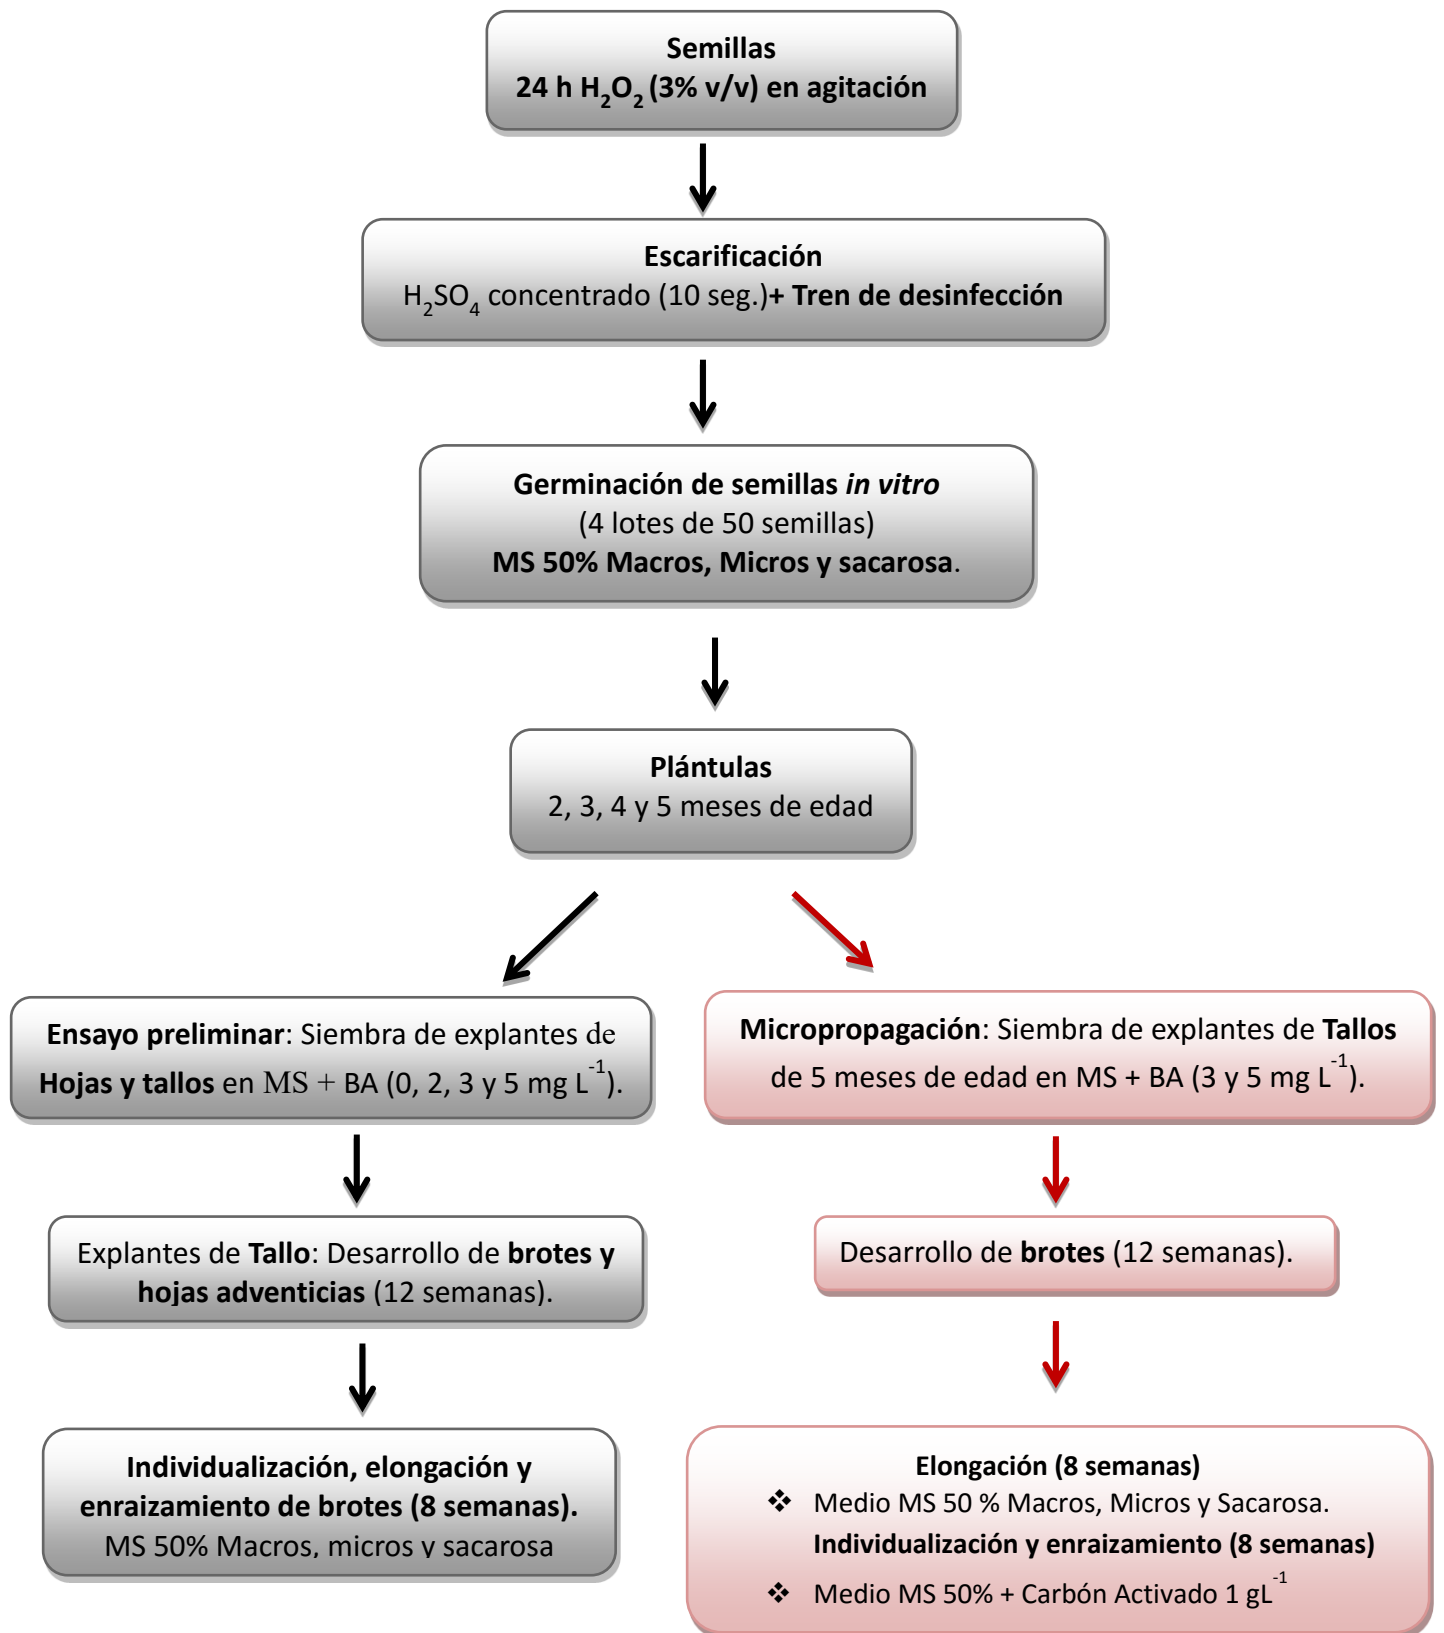 Semillas
24 h H₂O₂ (3% v/v) en agitación
Escarificación
H₂SO₄ concentrado (10 seg.)+ Tren de desinfección
Germinación de semillas in vitro
(4 lotes de 50 semillas)
MS 50% Macros, Micros y sacarosa.
Plántulas
2, 3, 4 y 5 meses de edad
Ensayo preliminar: Siembra de explantes de
Hojas y tallos en MS + BA (0, 2, 3 y 5 mg L⁻¹).
Explantes de Tallo: Desarrollo de brotes y
hojas adventicias (12 semanas).
Individualización, elongación y
enraizamiento de brotes (8 semanas).
MS 50% Macros, micros y sacarosa
Micropropagación: Siembra de explantes de Tallos
de 5 meses de edad en MS + BA (3 y 5 mg L⁻¹).
Desarrollo de brotes (12 semanas).
Elongación (8 semanas)
❖ Medio MS 50 % Macros, Micros y Sacarosa.
Individualización y enraizamiento (8 semanas)
❖ Medio MS 50% + Carbón Activado 1 gL⁻¹